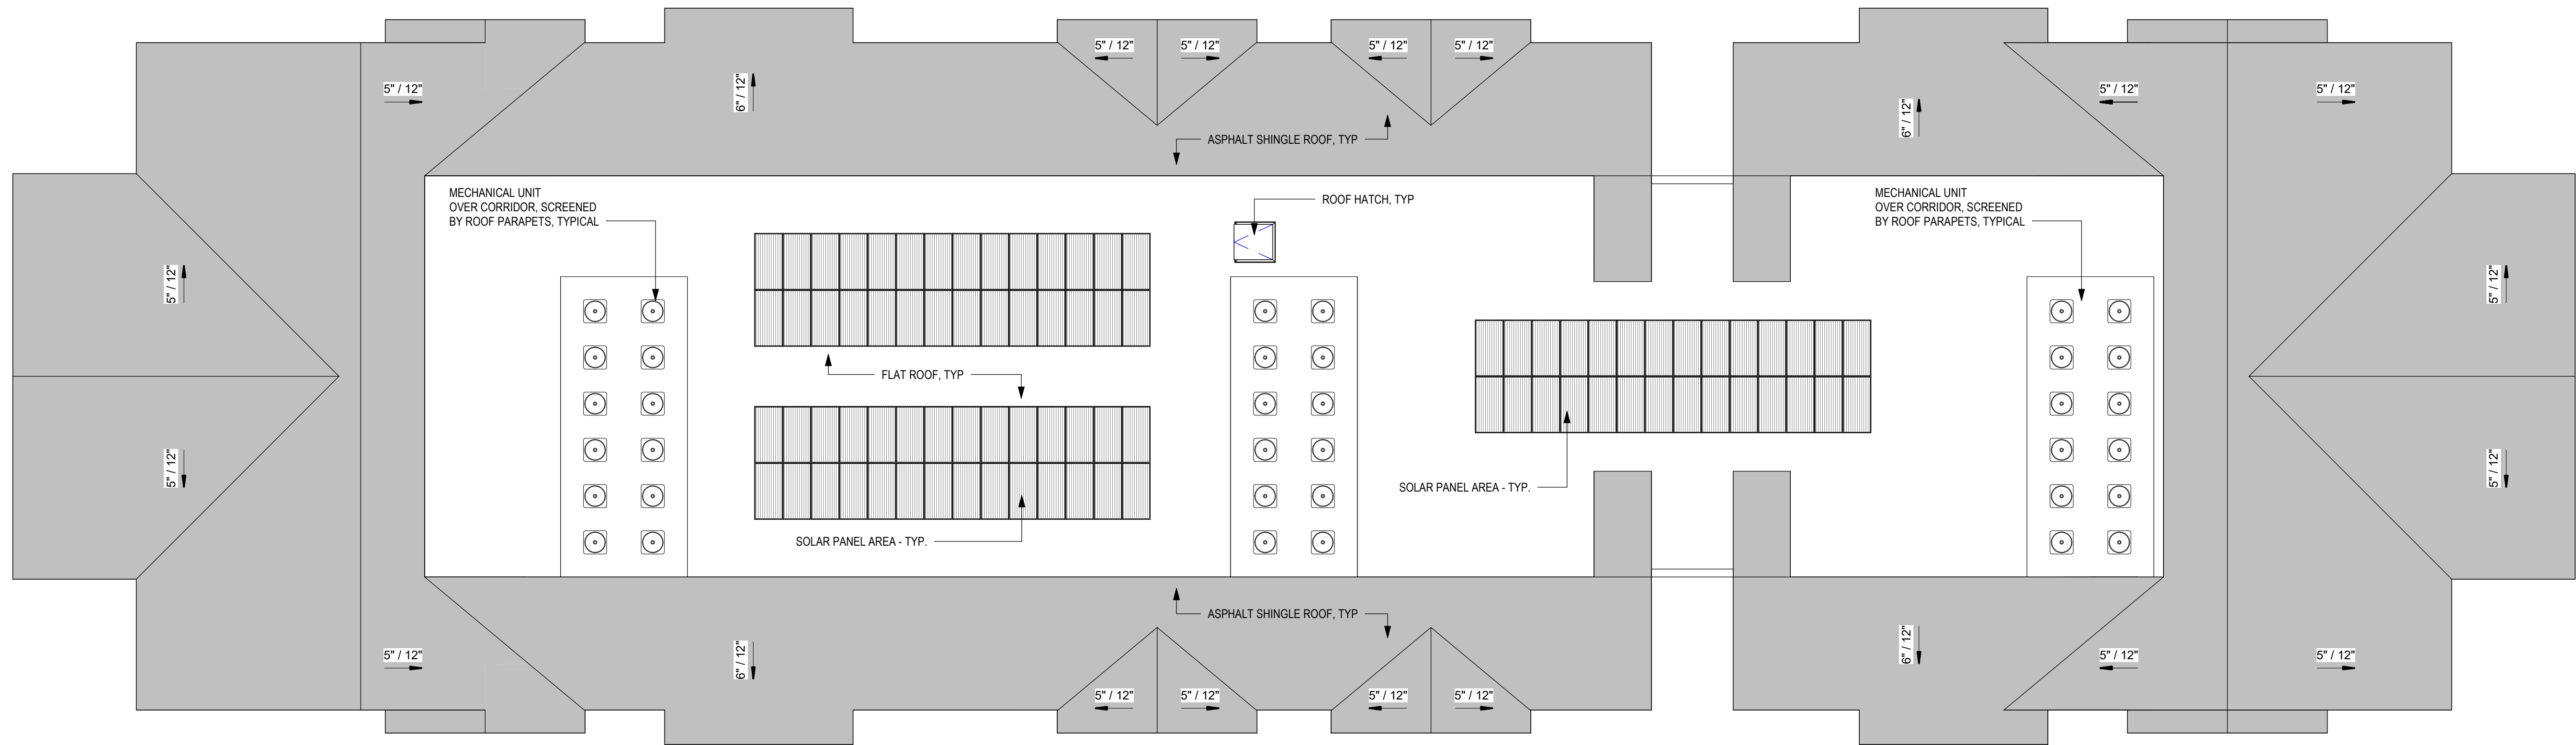 5" / 12"
5" / 12"
5" / 12"
5" / 12"
5" / 12"
6" / 12"
5" / 12"
5" / 12"
5" / 12"
6" / 12"
ASPHALT SHINGLE ROOF, TYP
MECHANICAL UNIT
OVER CORRIDOR, SCREENED
BY ROOF PARAPETS, TYPICAL
ROOF HATCH, TYP
MECHANICAL UNIT
OVER CORRIDOR, SCREENED
BY ROOF PARAPETS, TYPICAL
5" / 12"
5" / 12"
FLAT ROOF, TYP
5" / 12"
SOLAR PANEL AREA - TYP.
5" / 12"
SOLAR PANEL AREA - TYP.
ASPHALT SHINGLE ROOF, TYP
5" / 12"
6" / 12"
6" / 12"
5" / 12"
5" / 12"
5" / 12"
5" / 12"
5" / 12"
5" / 12"